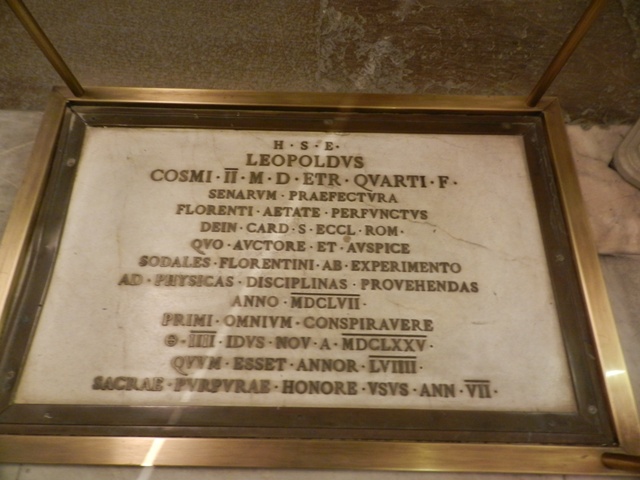 H · S · E ·
LEOPOLDVS
COSMI · II · M · D · ETR · QVARTI · F ·
SENARVM · PRAEFECTVRA
FLORENTI · AETATE · PERFVNCTVS
DEIN · CARD · S · ECCL · ROM ·
QVO · AVCTORE · ET · AVSPICE
SODALES · FLORENTINI · AB · EXPERIMENTO
AD · PHYSICAS · DISCIPLINAS · PROVEHENDAS
ANNO · MDCLVII ·
PRIMI · OMNIVM · CONSPIRAVERE
Θ · IIII · IDVS · NOV · A · MDCLXXV ·
QVVM · ESSET · ANNOR · LVIIII ·
SACRAE · PVRPVRAE · HONORE · VSVS · ANN · VII ·